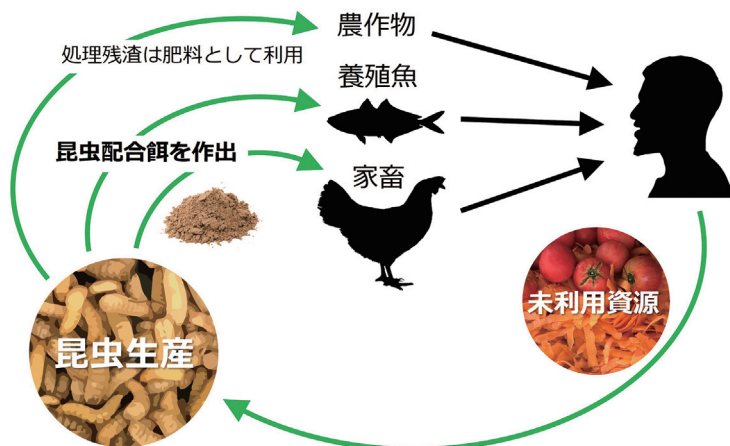 農作物
処理残渣は肥料として利用
養殖魚
昆虫配合餌を作出
家畜
未利用資源
昆虫生産